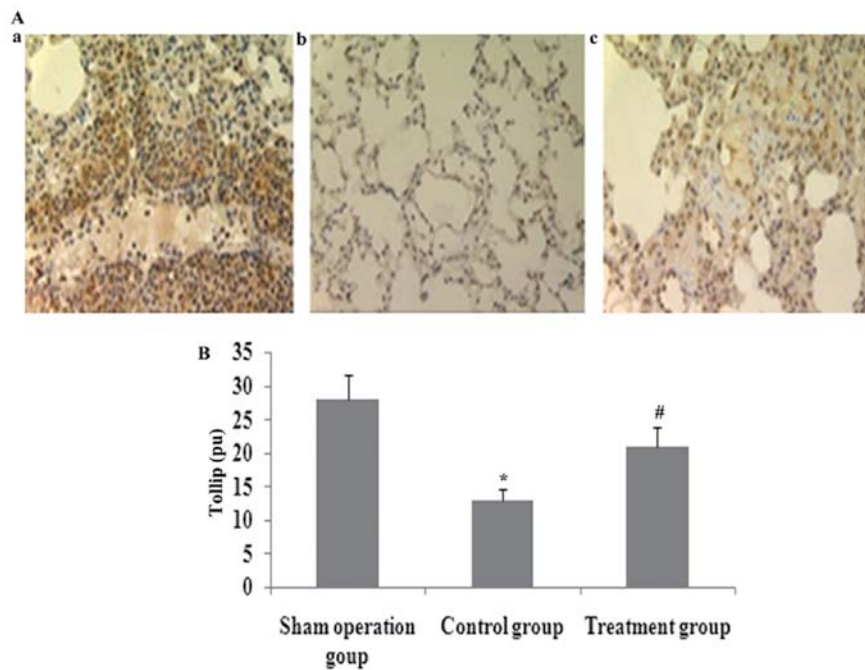 A
a b c
B
Tollip (pu)
35
30
25
20
15
10
5
0
*
#
Sham operation
goup
Control group
Treatment group